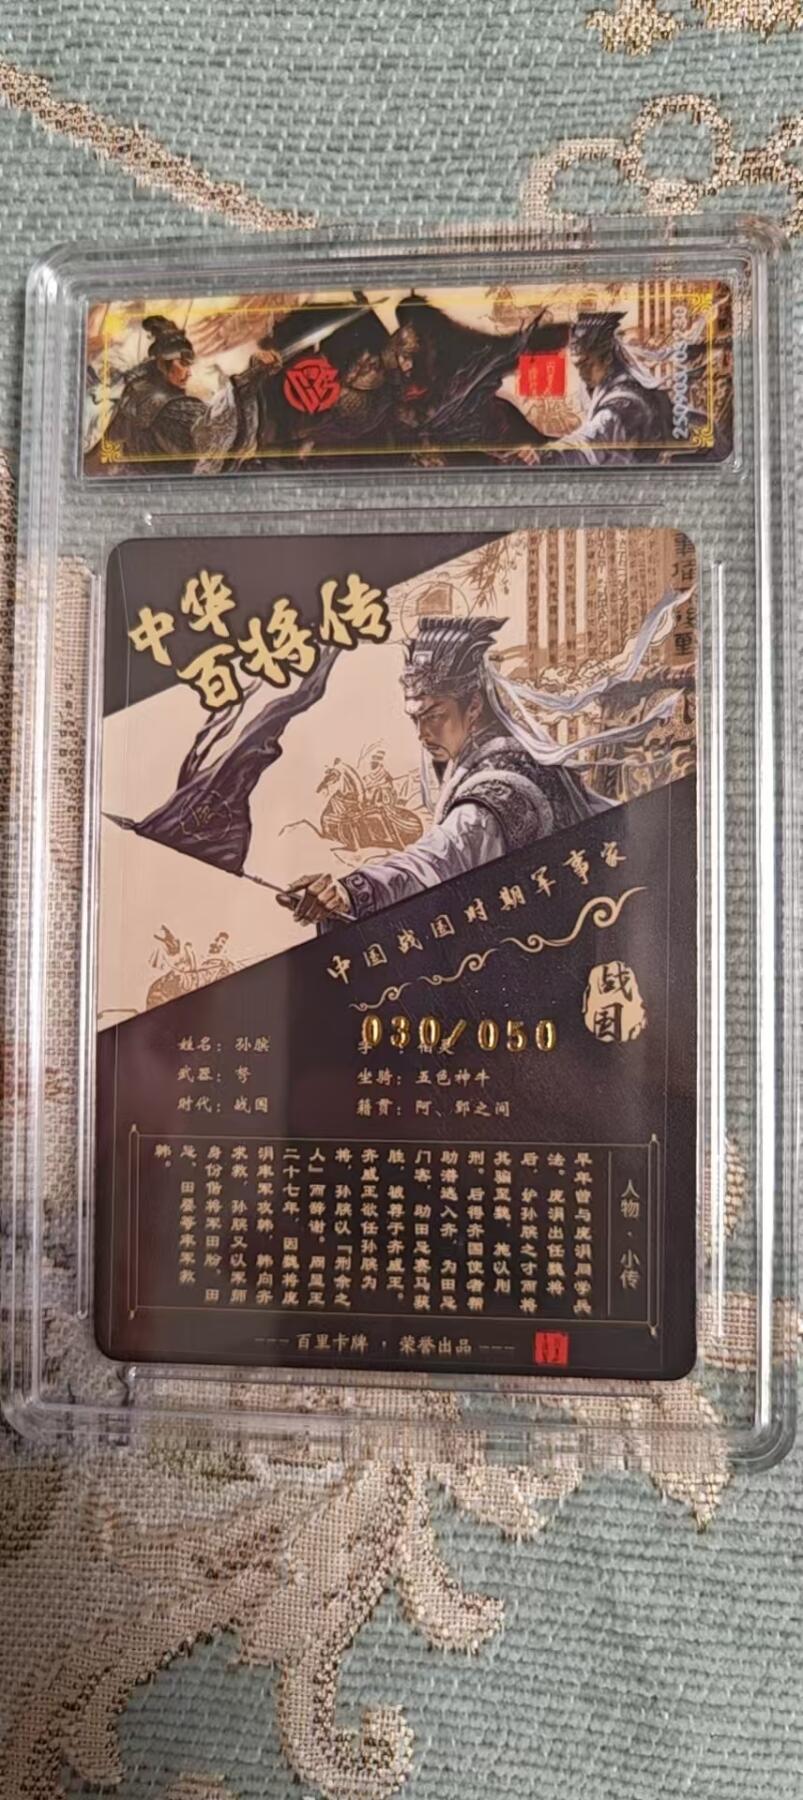 中华
百将传
中国战国时期军事家
战国
030/050
姓名：孙膑
武器：弩
坐骑：五色神牛
时代：战国
籍贯：阿、鄄之间
人物·小传
早年曾与庞涓同学兵
法。庞涓出任魏将
后，妒孙膑之才而将
其骗至魏，施以刖
刑。后得齐国使者帮
助潜逃入齐，为田忌
门客，助田忌赛马获
胜，被荐于齐威王。
齐威王欲任孙膑为
将，孙膑以「刑余之
人」而辞谢。周显王
二十七年，因魏将庞
涓率军攻韩，韩向齐
求救，孙膑又以军师
身份偕将军田朌、田
忌、田婴等率军救
韩。
百里卡牌，荣誉出品